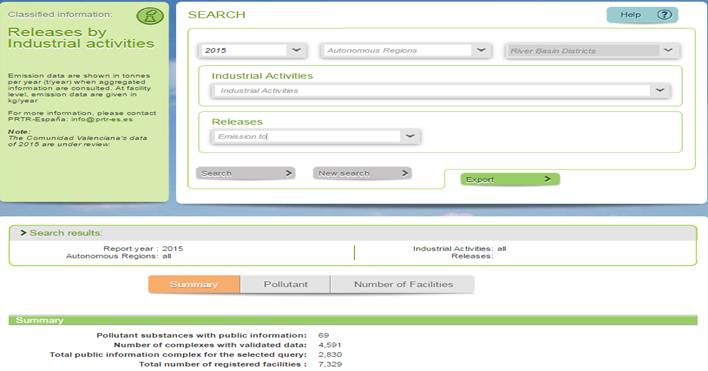 Classified information:
Releases by
Industrial activities
Emission data are shown in tonnes
per year (t/year) when aggregated
information are consulted. At facility
level, emission data are given in
kg/year
For more information, please contact
PRTR-España: info@prtr-es.es
Note:
The Comunidad Valenciana's data
of 2015 are under review.
SEARCH
Help ?
2015
Autonomous Regions
River Basin Districts
Industrial Activities
Industrial Activities
Releases
Emission to
Search >
New search >
Export >
> Search results:
Report year : 2015
Autonomous Regions: all
Industrial Activities: all
Releases:
Summary
Pollutant
Number of Facilities
Summary
Pollutant substances with public information: 69
Number of complexes with validated data: 4,591
Total public information complex for the selected query: 2,830
Total number of registered facilities : 7,329